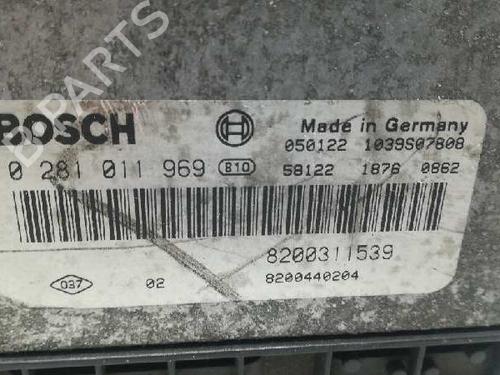 B-PARTS
BOSCH
Made in Germany
050122 1039S07808
0 281 011 969 810 58122 1876 0862
8200311539
037 02 8200440204